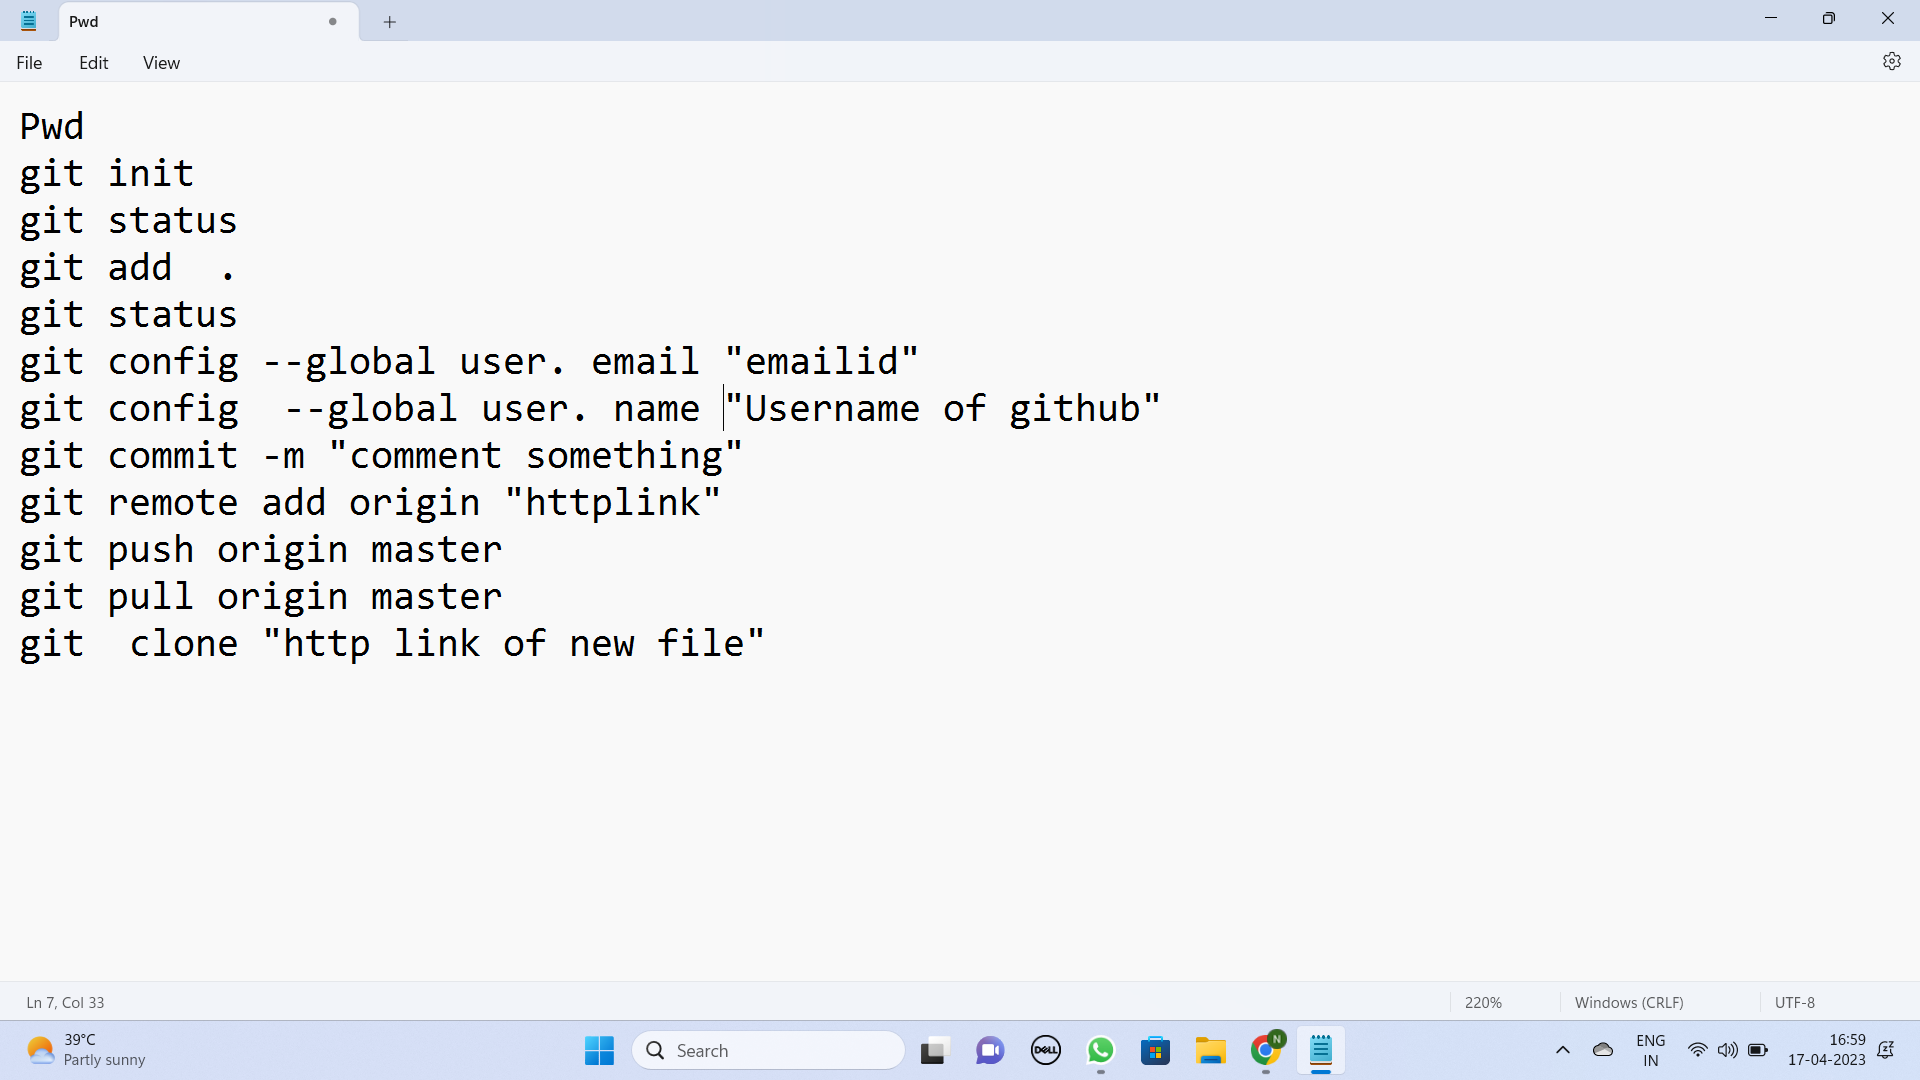 Pwd
File Edit View
Pwd
git init
git status
git add  .
git status
git config --global user. email "emailid"
git config  --global user. name "Username of github"
git commit -m "comment something"
git remote add origin "httplink"
git push origin master
git pull origin master
git  clone "http link of new file"
Ln 7, Col 33 220% Windows (CRLF) UTF-8
39°C
Partly sunny
Search
DELL
N
ENG
IN
16:59
17-04-2023